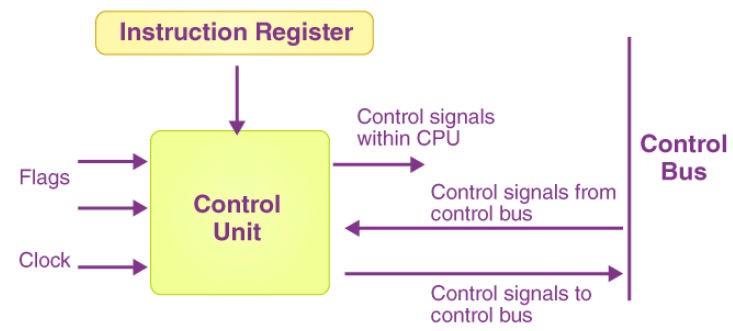 Instruction Register
Control signals
within CPU
Control
Bus
Flags
Control
Unit
Control signals from
control bus
Clock
Control signals to
control bus